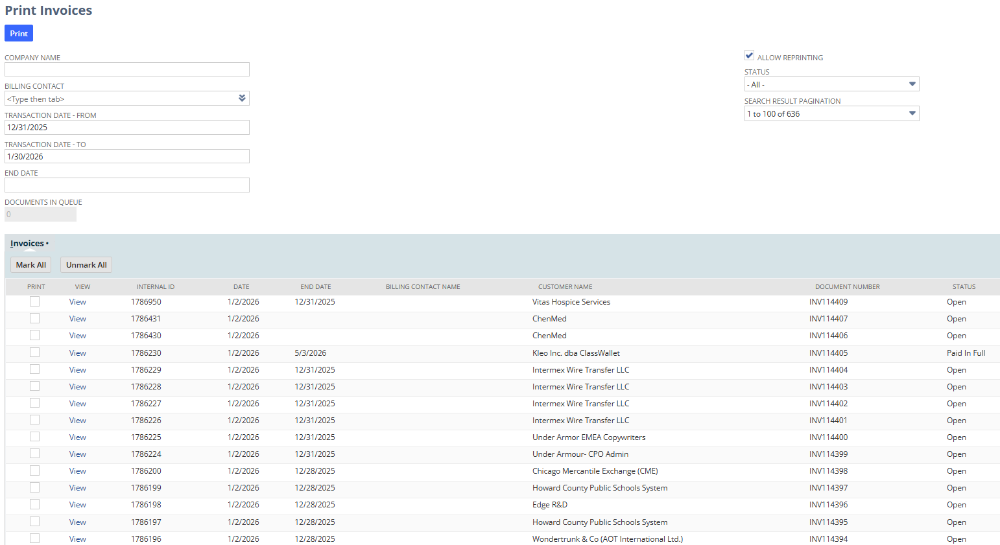 Print Invoices
Print
COMPANY NAME
BILLING CONTACT
<Type then tab>
TRANSACTION DATE - FROM
12/31/2025
TRANSACTION DATE - TO
1/30/2026
END DATE
DOCUMENTS IN QUEUE
0
ALLOW REPRINTING
STATUS
- All -
SEARCH RESULT PAGINATION
1 to 100 of 636
Invoices •
Mark All Unmark All
PRINT VIEW INTERNAL ID DATE END DATE BILLING CONTACT NAME CUSTOMER NAME DOCUMENT NUMBER STATUS
View 1786950 1/2/2026 12/31/2025 Vitas Hospice Services INV114409 Open
View 1786431 1/2/2026 ChenMed INV114407 Open
View 1786430 1/2/2026 ChenMed INV114406 Open
View 1786230 1/2/2026 5/3/2026 Kleo Inc. dba ClassWallet INV114405 Paid In Full
View 1786229 1/2/2026 12/31/2025 Intermex Wire Transfer LLC INV114404 Open
View 1786228 1/2/2026 12/31/2025 Intermex Wire Transfer LLC INV114403 Open
View 1786227 1/2/2026 12/31/2025 Intermex Wire Transfer LLC INV114402 Open
View 1786226 1/2/2026 12/31/2025 Intermex Wire Transfer LLC INV114401 Open
View 1786225 1/2/2026 12/31/2025 Under Armor EMEA Copywriters INV114400 Open
View 1786224 1/2/2026 12/31/2025 Under Armour- CPO Admin INV114399 Open
View 1786200 1/2/2026 12/28/2025 Chicago Mercantile Exchange (CME) INV114398 Open
View 1786199 1/2/2026 12/28/2025 Howard County Public Schools System INV114397 Open
View 1786198 1/2/2026 12/28/2025 Edge R&D INV114396 Open
View 1786197 1/2/2026 12/28/2025 Howard County Public Schools System INV114395 Open
View 1786196 1/2/2026 12/28/2025 Wondertrunk & Co (AOT International Ltd.) INV114394 Open